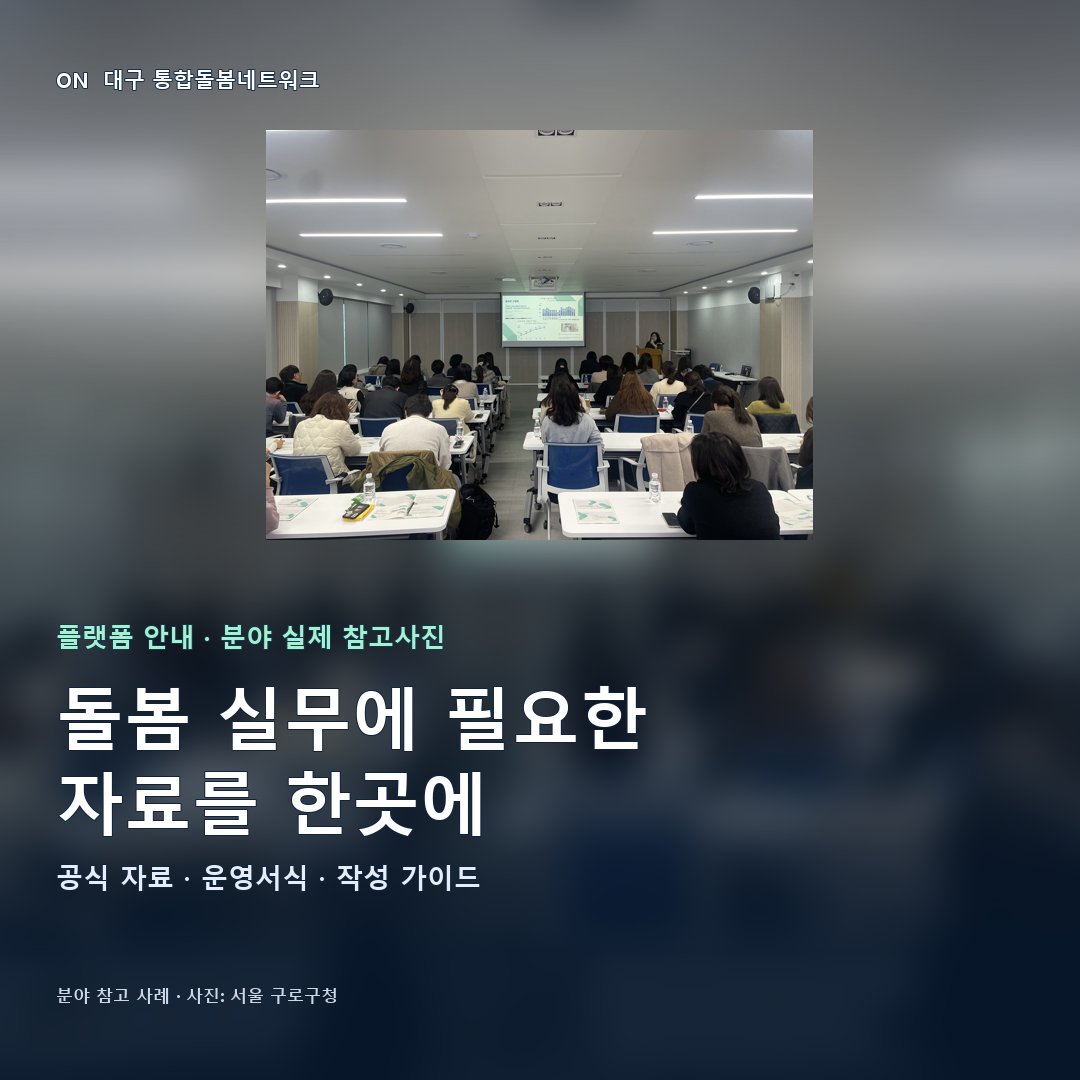 ON 대구 통합돌봄네트워크
플랫폼 안내 · 분야 실제 참고사진
돌봄 실무에 필요한
자료를 한곳에
공식 자료 · 운영서식 · 작성 가이드
분야 참고 사례 · 사진: 서울 구로구청